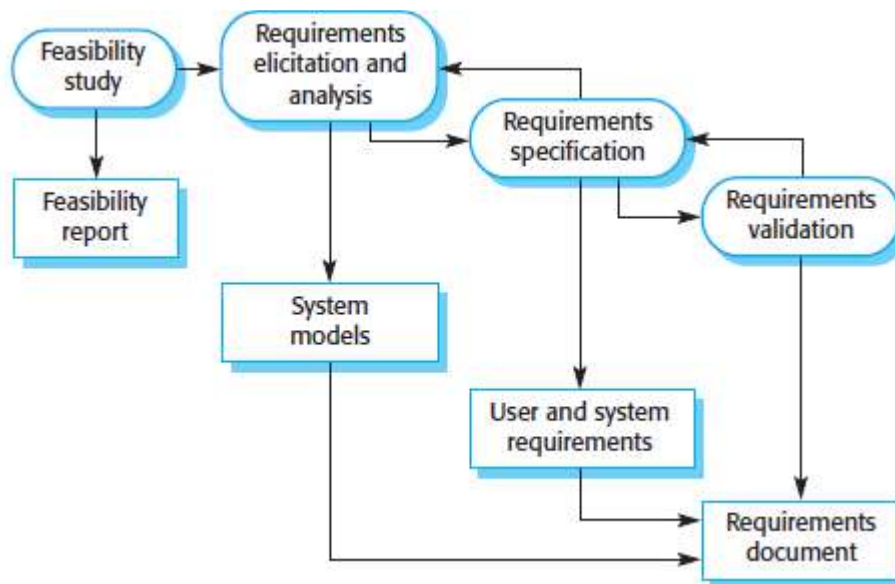 Feasibility
study
Requirements
elicitation and
analysis
Requirements
specification
Feasibility
report
Requirements
validation
System
models
User and system
requirements
Requirements
document